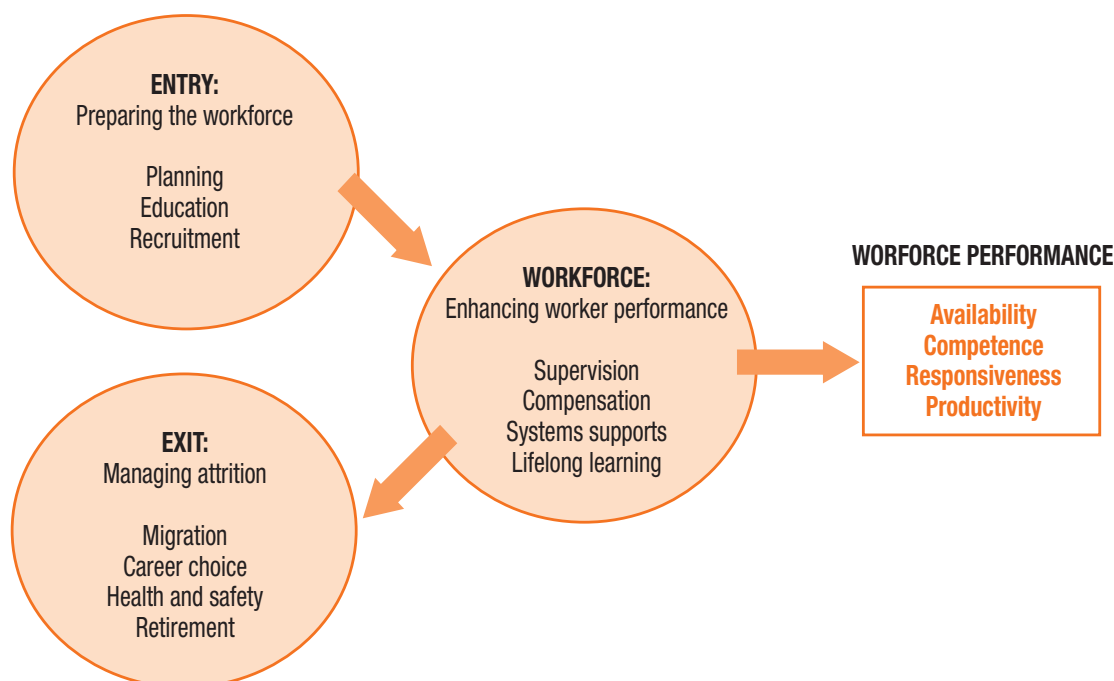 ENTRY:
Preparing the workforce
Planning
Education
Recruitment
WORKFORCE:
Enhancing worker performance
Supervision
Compensation
Systems supports
Lifelong learning
EXIT:
Managing attrition
Migration
Career choice
Health and safety
Retirement
WORFORCE PERFORMANCE
Availability
Competence
Responsiveness
Productivity